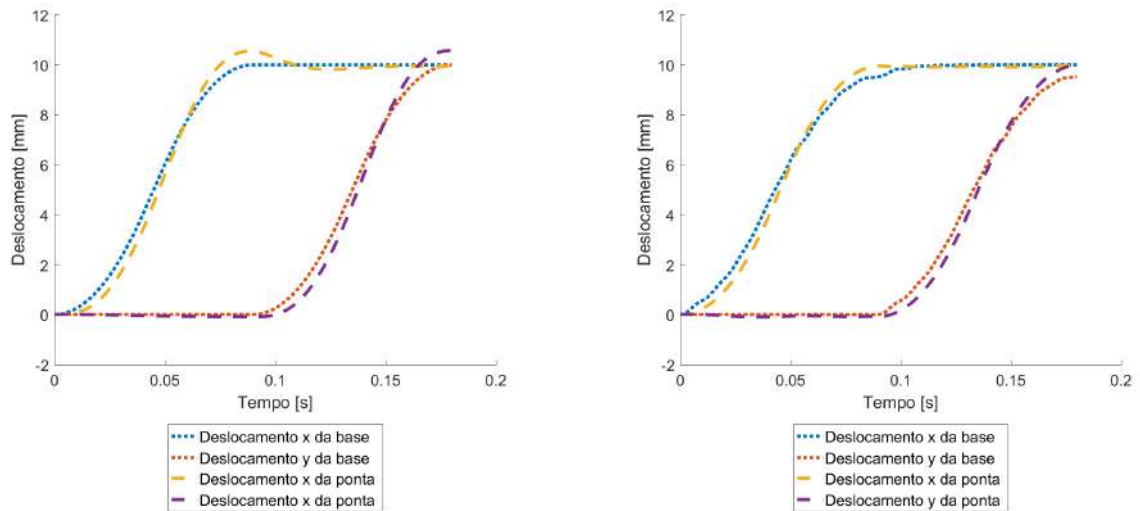 12
10
8
6
4
2
0
-2
Deslocamento [mm]
0
0.05
0.1
0.15
0.2
Tempo [s]
Deslocamento x da base
Deslocamento y da base
Deslocamento x da ponta
Deslocamento x da ponta
12
10
8
6
4
2
0
-2
Deslocamento [mm]
0
0.05
0.1
0.15
0.2
Tempo [s]
Deslocamento x da base
Deslocamento y da base
Deslocamento x da ponta
Deslocamento y da ponta